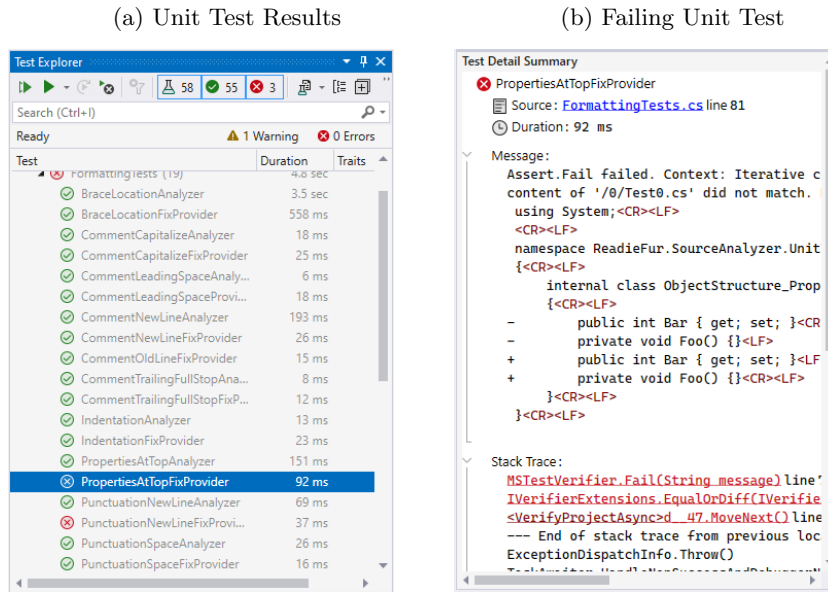 (a) Unit Test Results
Test Explorer
58 55 3
Search (Ctrl+I)
Ready 1 Warning 0 Errors
Test Duration Traits
FormattingTests (19) 4.8 sec
BraceLocationAnalyzer 3.5 sec
BraceLocationFixProvider 558 ms
CommentCapitalizeAnalyzer 18 ms
CommentCapitalizeFixProvider 25 ms
CommentLeadingSpaceAnaly... 6 ms
CommentLeadingSpaceProvi... 18 ms
CommentNewLineAnalyzer 193 ms
CommentNewLineFixProvider 26 ms
CommentOldLineFixProvider 15 ms
CommentTrailingFullStopAna... 8 ms
CommentTrailingFullStopFixP... 12 ms
IndentationAnalyzer 13 ms
IndentationFixProvider 23 ms
PropertiesAtTopAnalyzer 151 ms
PropertiesAtTopFixProvider 92 ms
PunctuationNewLineAnalyzer 69 ms
PunctuationNewLineFixProvi... 37 ms
PunctuationSpaceAnalyzer 26 ms
PunctuationSpaceFixProvider 16 ms
(b) Failing Unit Test
Test Detail Summary
PropertiesAtTopFixProvider
Source: FormattingTests.cs line 81
Duration: 92 ms
Message:
Assert.Fail failed. Context: Iterative c
content of '/0/Test0.cs' did not match.
using System;<CR><LF>
<CR><LF>
namespace ReadieFur.SourceAnalyzer.Unit
{<CR><LF>
internal class ObjectStructure_Prop
{<CR><LF>
- public int Bar { get; set; }<CR
- private void Foo() {}<LF>
+ public int Bar { get; set; }<LF
+ private void Foo() {}<CR><LF>
}<CR><LF>
}<CR><LF>
Stack Trace:
MSTestVerifier.Fail(String message) line
IVerifierExtensions.EqualOrDiff(IVerifie
<VerifyProjectAsync>d__47.MoveNext() line
--- End of stack trace from previous loc
ExceptionDispatchInfo.Throw()